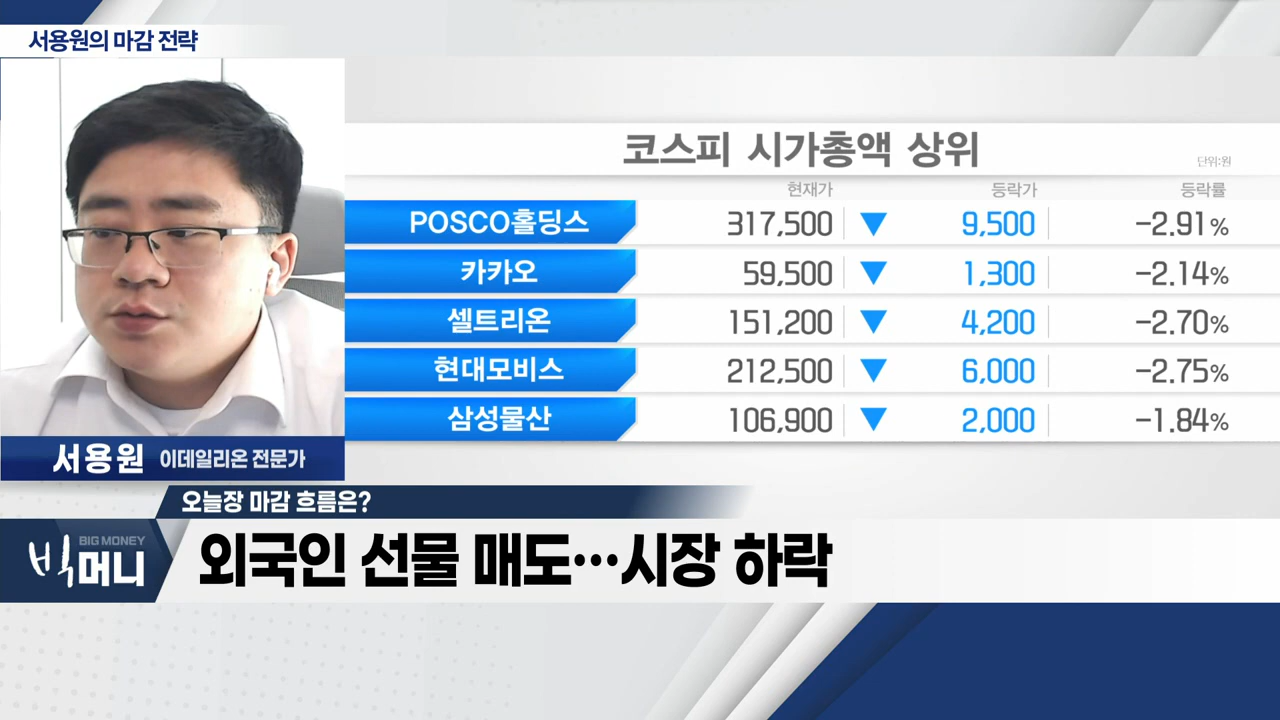 서용원의 마감 전략
코스피 시가총액 상위
단위:원
현재가 등락가 등락률
POSCO홀딩스 317,500 ▼ 9,500 -2.91%
카카오 59,500 ▼ 1,300 -2.14%
셀트리온 151,200 ▼ 4,200 -2.70%
현대모비스 212,500 ▼ 6,000 -2.75%
삼성물산 106,900 ▼ 2,000 -1.84%
서용원 이데일리온 전문가
오늘장 마감 흐름은?
BIG MONEY
빅머니
외국인 선물 매도…시장 하락